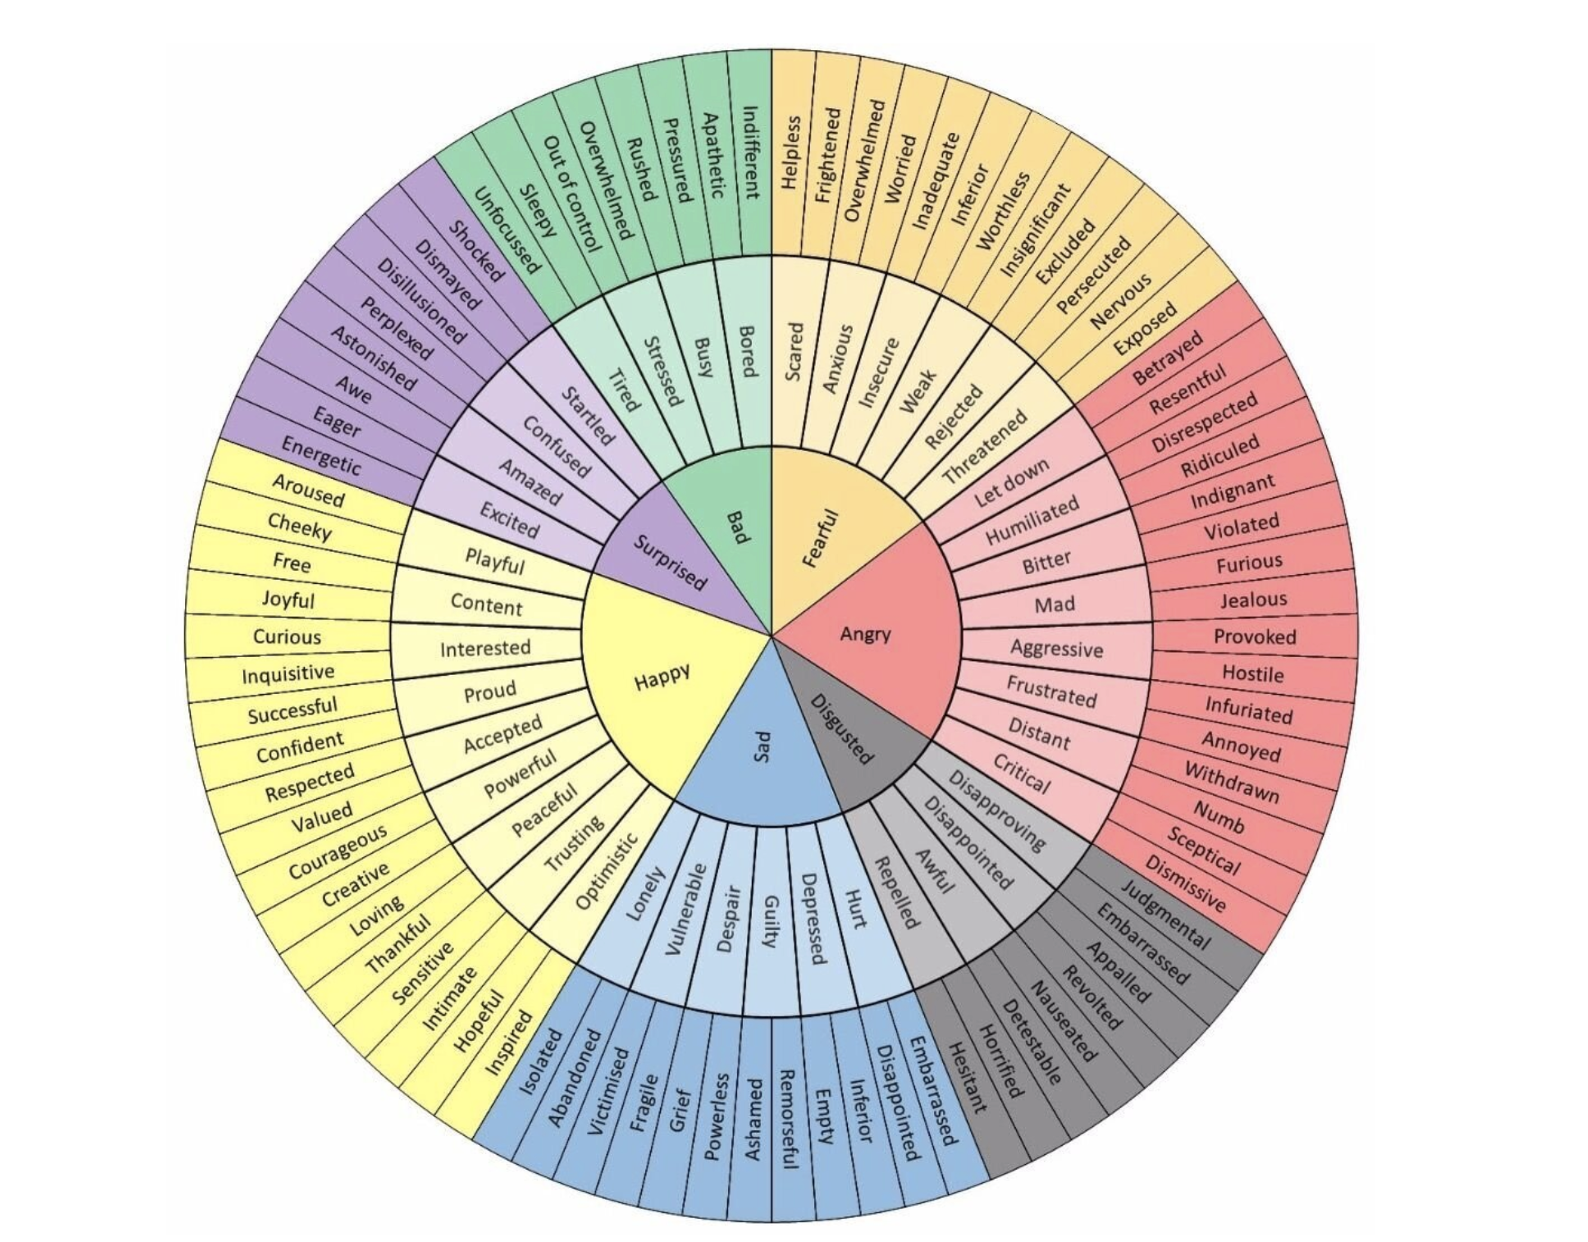 Fearful
Angry
Disgusted
Sad
Happy
Surprised
Bad
Scared
Anxious
Insecure
Weak
Rejected
Threatened
Let down
Humiliated
Bitter
Mad
Aggressive
Frustrated
Distant
Critical
Disapproving
Disappointed
Awful
Repelled
Hurt
Depressed
Guilty
Despair
Vulnerable
Lonely
Optimistic
Trusting
Peaceful
Powerful
Accepted
Proud
Interested
Content
Playful
Excited
Amazed
Confused
Startled
Tired
Stressed
Busy
Bored
Helpless
Frightened
Overwhelmed
Worried
Inadequate
Inferior
Worthless
Insignificant
Excluded
Persecuted
Nervous
Exposed
Betrayed
Resentful
Disrespected
Ridiculed
Indignant
Violated
Furious
Jealous
Provoked
Hostile
Infuriated
Annoyed
Withdrawn
Numb
Sceptical
Dismissive
Judgmental
Embarrassed
Appalled
Revolted
Nauseated
Detestable
Horrified
Hesitant
Embarrassed
Disappointed
Inferior
Empty
Remorseful
Ashamed
Powerless
Grief
Fragile
Victimised
Abandoned
Isolated
Inspired
Hopeful
Intimate
Sensitive
Thankful
Loving
Creative
Courageous
Valued
Respected
Confident
Successful
Inquisitive
Curious
Joyful
Free
Cheeky
Aroused
Energetic
Eager
Awe
Astonished
Perplexed
Disillusioned
Dismayed
Shocked
Unfocussed
Sleepy
Out of control
Overwhelmed
Rushed
Pressured
Apathetic
Indifferent